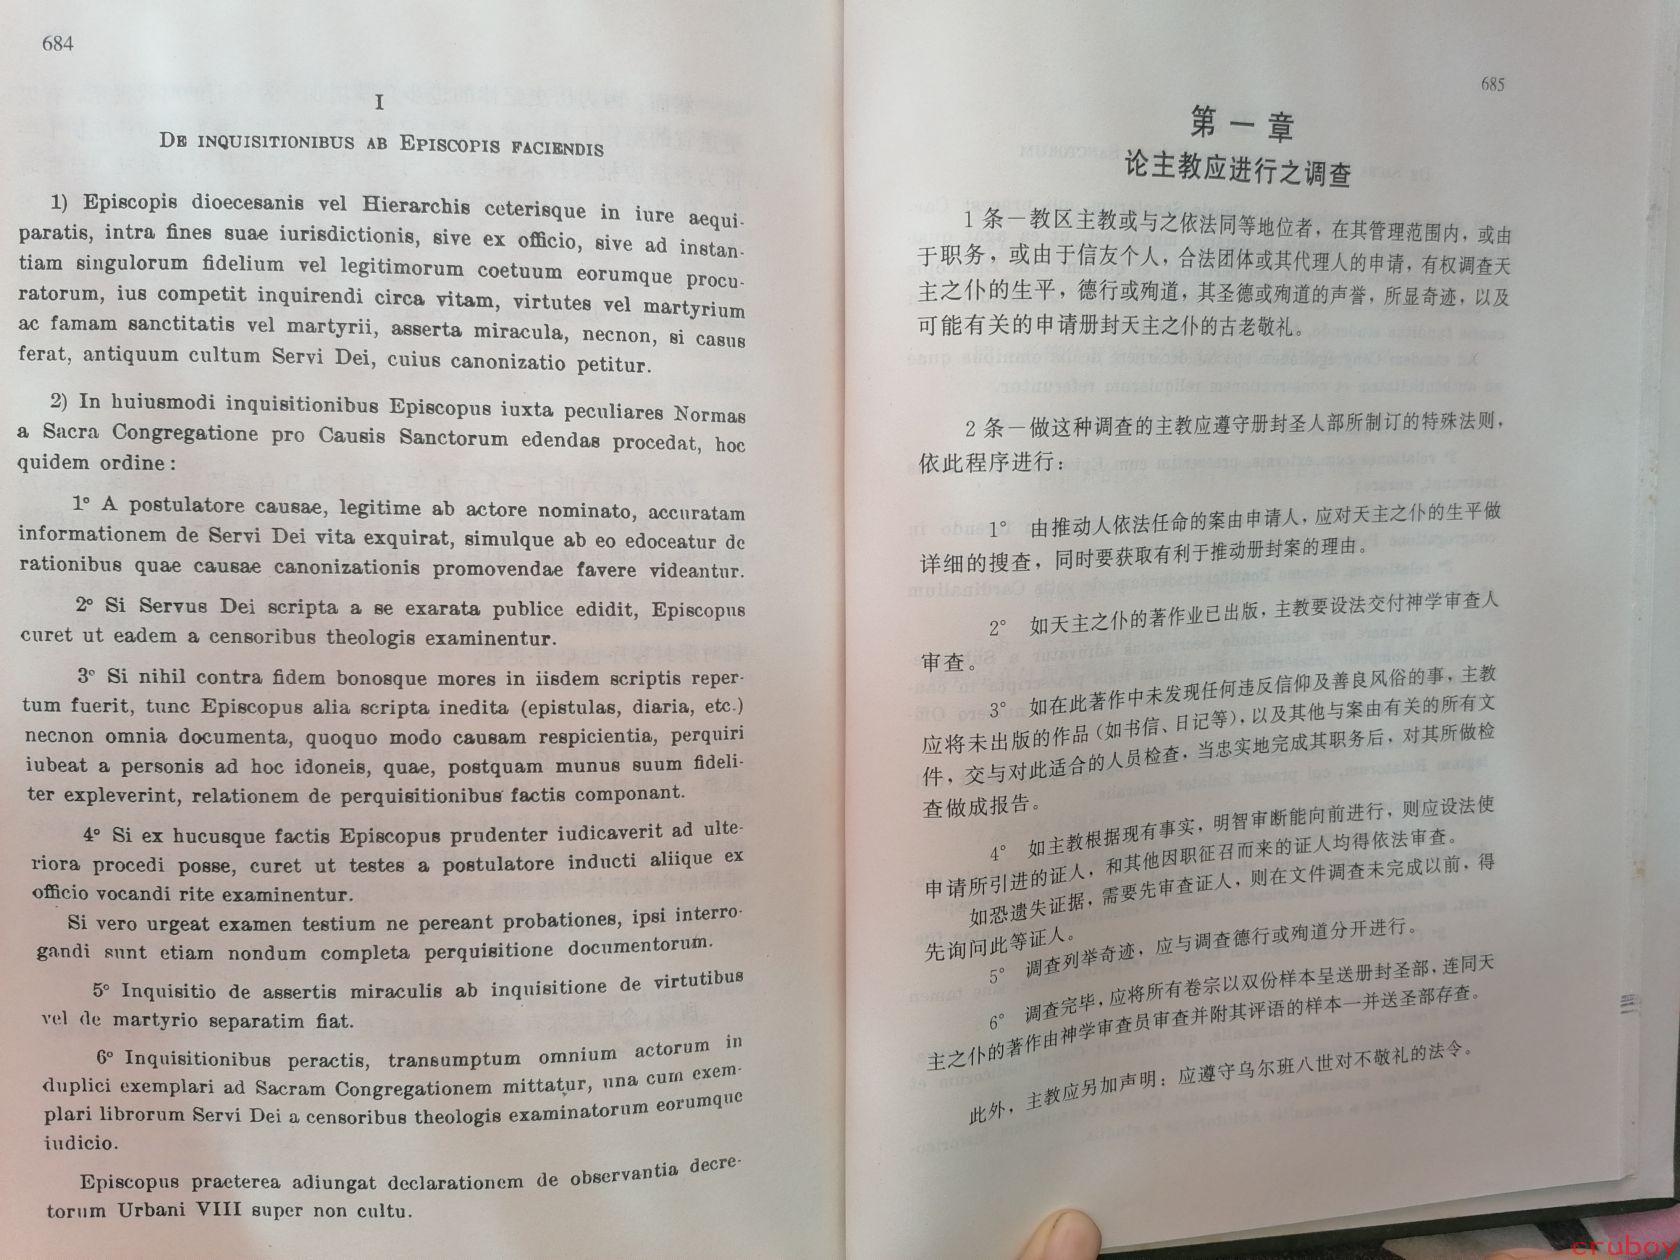 684
I
DE INQUISITIONIBUS AB EPISCOPIS FACIENDIS
1) Episcopis dioecesanis vel Hierarchis ceterisque in iure aequi-
paratis, intra fines suae iurisdictionis, sive ex officio, sive ad instan-
tiam singulorum fidelium vel legitimorum coetuum eorumque procu-
ratorum, ius competit inquirendi circa vitam, virtutes vel martyrium
ac famam sanctitatis vel martyrii, asserta miracula, necnon, si casus
ferat, antiquum cultum Servi Dei, cuius canonizatio petitur.
2) In huiusmodi inquisitionibus Episcopus iuxta peculiares Normas
a Sacra Congregatione pro Causis Sanctorum edendas procedat, hoc
quidem ordine:
1° A postulatore causae, legitime ab actore nominato, accuratam
informationem de Servi Dei vita exquirat, simulque ab eo edoceatur de
rationibus quae causae canonizationis promovendae favere videantur.
2° Si Servus Dei scripta a se exarata publice edidit, Episcopus
curet ut eadem a censoribus theologis examinentur.
3° Si nihil contra fidem bonosque mores in iisdem scriptis reper-
tum fuerit, tunc Episcopus alia scripta inedita (epistulas, diaria, etc.)
necnon omnia documenta, quoquo modo causam respicientia, perquiri
iubeat a personis ad hoc idoneis, quae, postquam munus suum fideli-
ter expleverint, relationem de perquisitionibus factis componant.
4° Si ex hucusque factis Episcopus prudenter iudicaverit ad ulte-
riora procedi posse, curet ut testes a postulatore inducti aliique ex
officio vocandi rite examinentur.
Si vero urgeat examen testium ne pereant probationes, ipsi interro-
gandi sunt etiam nondum completa perquisitione documentorum.
5° Inquisitio de assertis miraculis ab inquisitione de virtutibus
vel de martyrio separatim fiat.
6° Inquisitionibus peractis, transumptum omnium actorum in
duplici exemplari ad Sacram Congregationem mittatur, una cum exem-
plari librorum Servi Dei a censoribus theologis examinatorum eorumque
iudicio.
Episcopus praeterea adiungat declarationem de observantia decre-
torum Urbani VIII super non cultu.
685
第一章
论主教应进行之调查
1条－教区主教或与之依法同等地位者，在其管理范围内，或由
于职务，或由于信友个人，合法团体或其代理人的申请，有权调查天
主之仆的生平，德行或殉道，其圣德或殉道的声誉，所显奇迹，以及
可能有关的申请册封天主之仆的古老敬礼。
2条－做这种调查的主教应遵守册封圣人部所制订的特殊法则，
依此程序进行：
1° 由推动人依法任命的案由申请人，应对天主之仆的生平做
详细的搜查，同时要获取有利于推动册封案的理由。
2° 如天主之仆的著作业已出版，主教要设法交付神学审查人
审查。
3° 如在此著作中未发现任何违反信仰及善良风俗的事，主教
应将未出版的作品（如书信、日记等），以及其他与案由有关的所有文
件，交与对此适合的人员检查，当忠实地完成其职务后，对其所做检
查做成报告。
4° 如主教根据现有事实，明智审断能向前进行，则应设法使
申请所引进的证人，和其他因职征召而来的证人均得依法审查。
如恐遗失证据，需要先审查证人，则在文件调查未完成以前，得
先询问此等证人。
5° 调查列举奇迹，应与调查德行或殉道分开进行。
6° 调查完毕，应将所有卷宗以双份样本呈送册封圣部，连同天
主之仆的著作由神学审查员审查并附其评语的样本一并送圣部存查。
此外，主教应另加声明：应遵守乌尔班八世对不敬礼的法令。
cruboy